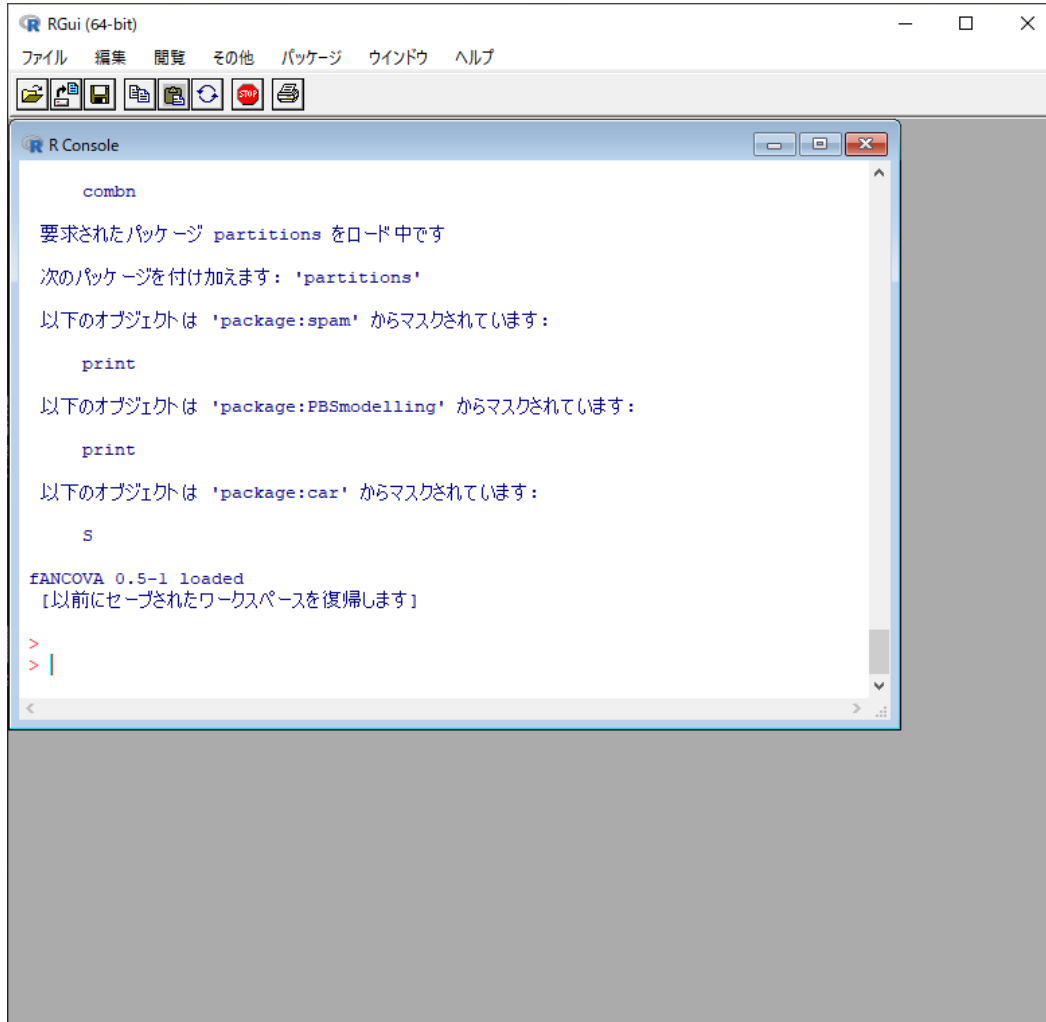 RGui (64-bit)
ファイル 編集 閲覧 その他 パッケージ ウインドウ ヘルプ
STOP
R Console
combn
要求されたパッケージ partitions をロード中です
次のパッケージを付け加えます: 'partitions'
以下のオブジェクトは 'package:spam' からマスクされています:
print
以下のオブジェクトは 'package:PBSmodelling' からマスクされています:
print
以下のオブジェクトは 'package:car' からマスクされています:
S
fANCOVA 0.5-1 loaded
[以前にセーブされたワークスペースを復帰します]
>
>